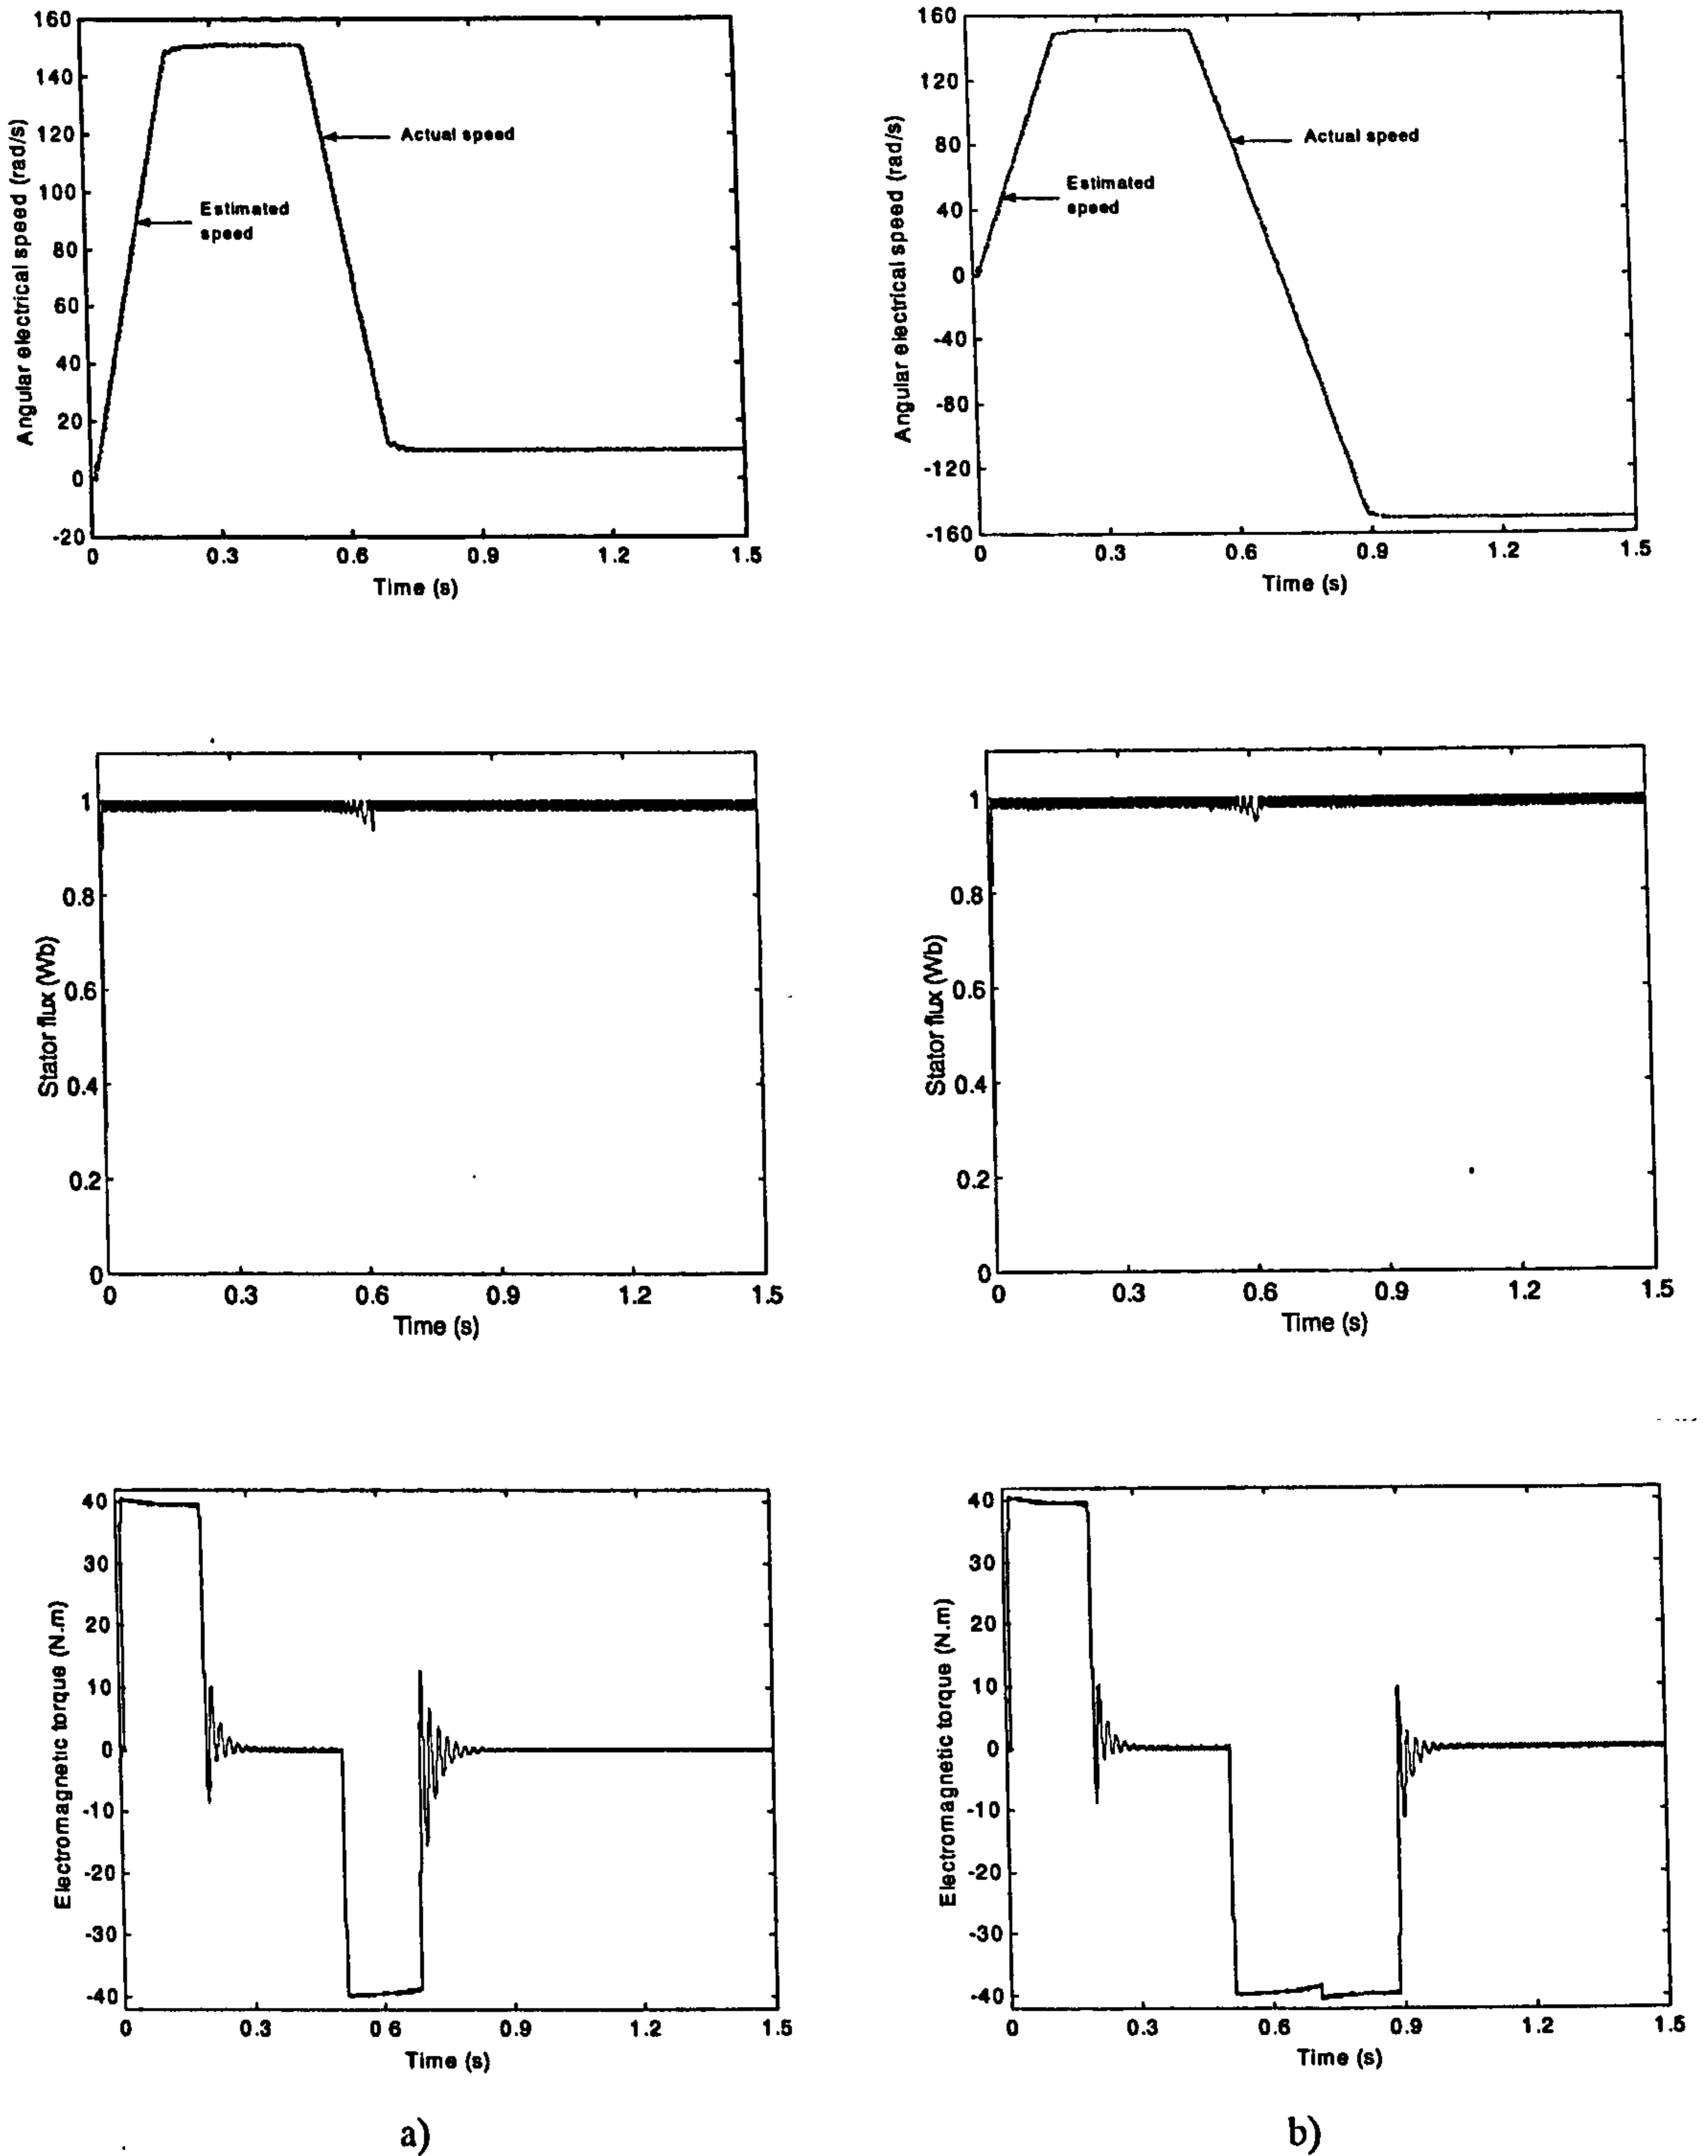 160
140
120
100
80
60
40
20
0
-20
Angular electrical speed (rad/s)
Actual speed
Estimated
speed
0 0.3 0.6 0.9 1.2 1.5
Time (s)
160
120
80
40
0
-40
-80
-120
-160
Angular electrical speed (rad/s)
Actual speed
Estimated
speed
0 0.3 0.6 0.9 1.2 1.5
Time (s)
1
0.8
0.6
0.4
0.2
0
Stator flux (Wb)
0 0.3 0.6 0.9 1.2 1.5
Time (s)
1
0.8
0.6
0.4
0.2
0
Stator flux (Wb)
0 0.3 0.6 0.9 1.2 1.5
Time (s)
40
30
20
10
0
-10
-20
-30
-40
Electromagnetic torque (N.m)
0 0.3 0 6 0.9 1.2 1.5
Time (s)
40
30
20
10
0
-10
-20
-30
-40
Electromagnetic torque (N.m)
0 0.3 0.6 0.9 1.2 1.5
Time (s)
a)
b)